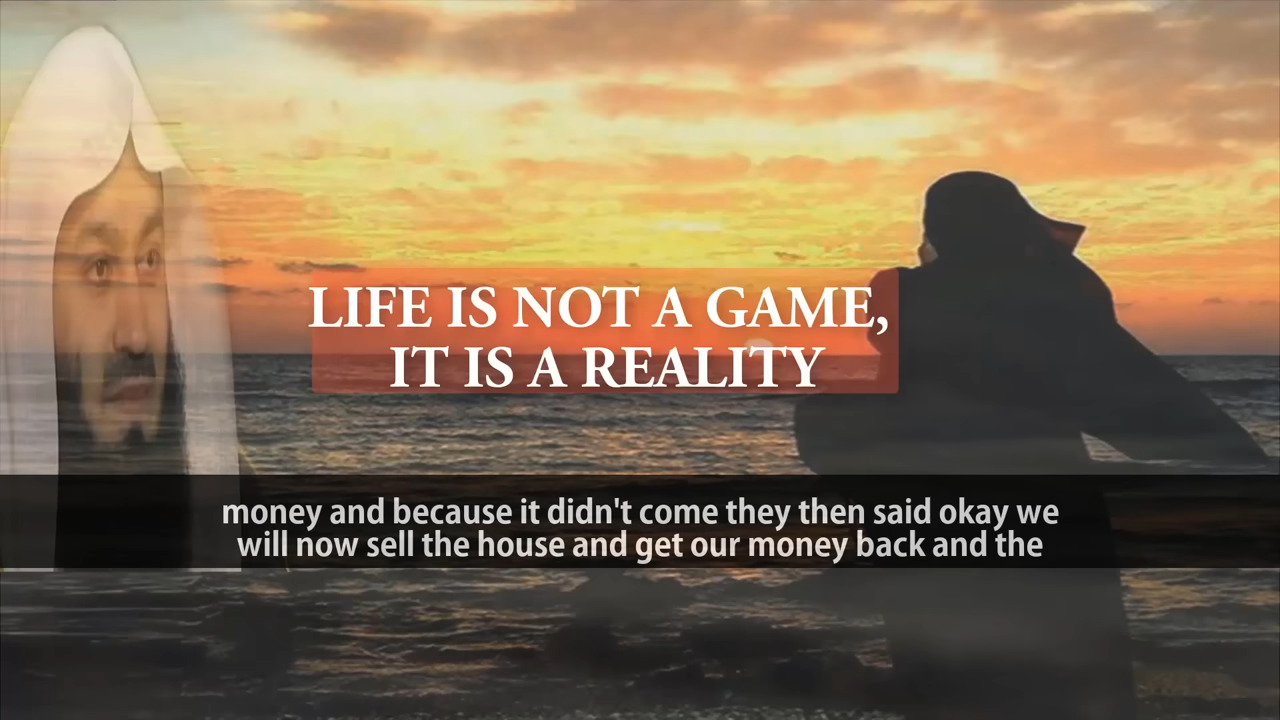 LIFE IS NOT A GAME,
IT IS A REALITY
money and because it didn't come they then said okay we
will now sell the house and get our money back and the